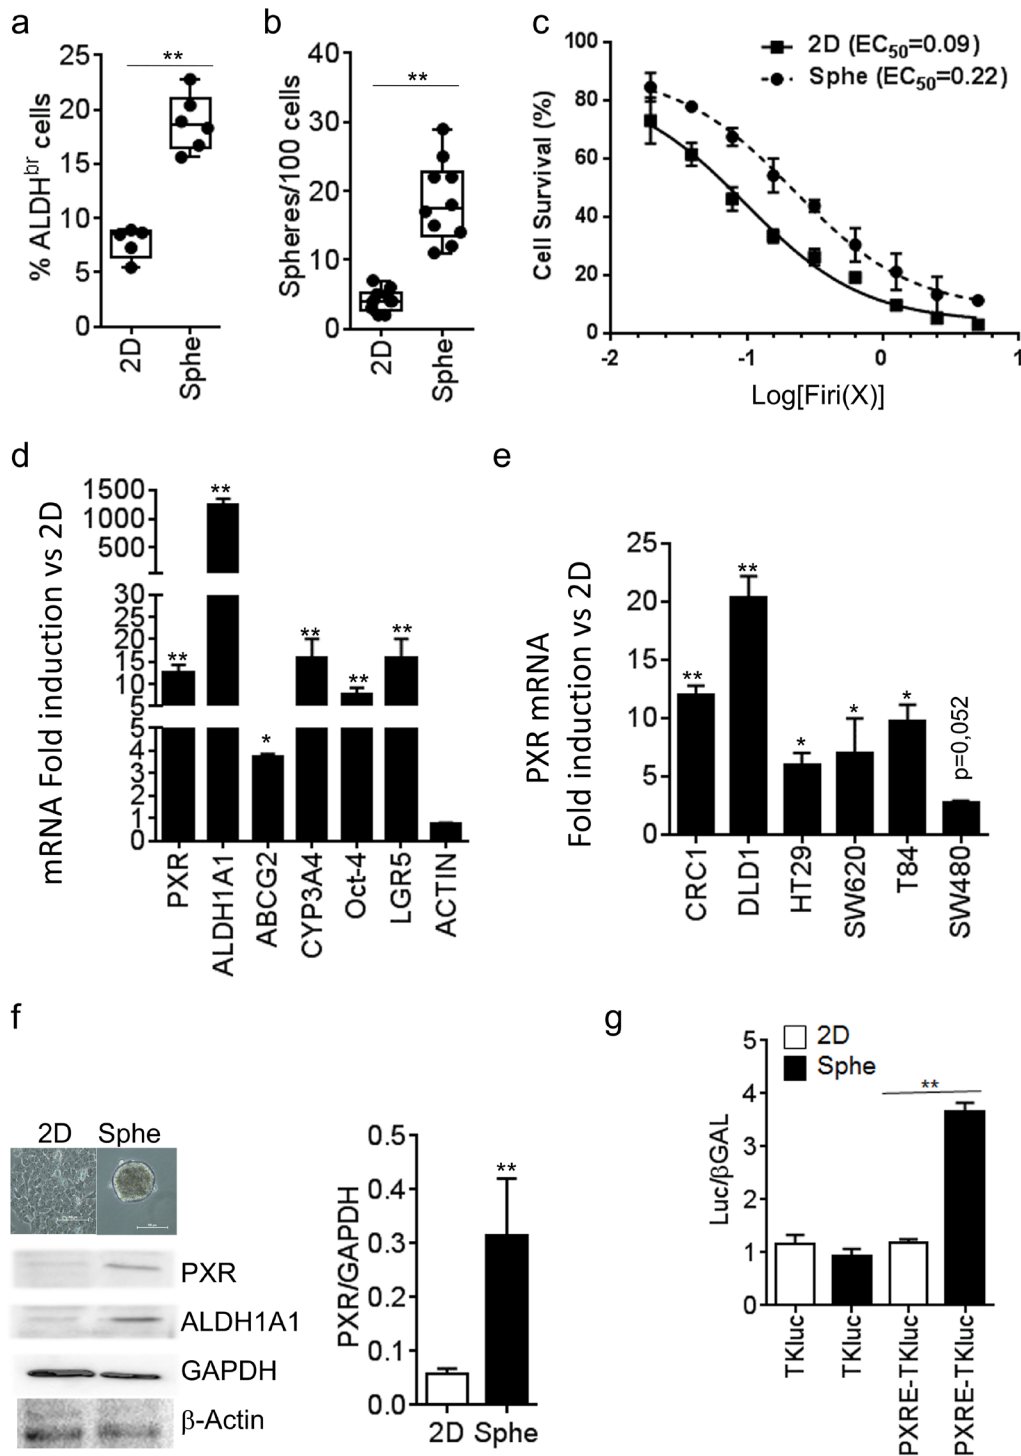 a
**
% ALDHbr cells
25
20
15
10
5
0
2D
Sphe
b
**
Spheres/100 cells
40
30
20
10
0
2D
Sphe
c
2D (EC50=0.09)
Sphe (EC50=0.22)
Cell Survival (%)
100
80
60
40
20
0
-2
-1
0
1
Log[Firi(X)]
d
mRNA Fold induction vs 2D
1500
1000
500
30
25
20
15
10
5
5
4
3
2
1
0
**
**
*
**
**
**
PXR
ALDH1A1
ABCG2
CYP3A4
Oct-4
LGR5
ACTIN
e
PXR mRNA
Fold induction vs 2D
25
20
15
10
5
0
**
**
*
*
*
p=0,052
CRC1
DLD1
HT29
SW620
T84
SW480
f
2D Sphe
PXR
ALDH1A1
GAPDH
β-Actin
PXR/GAPDH
0.5
0.4
0.3
0.2
0.1
0.0
**
2D Sphe
g
2D
Sphe
**
Luc/βGAL
5
4
3
2
1
0
TKluc
TKluc
PXRE-TKluc
PXRE-TKluc